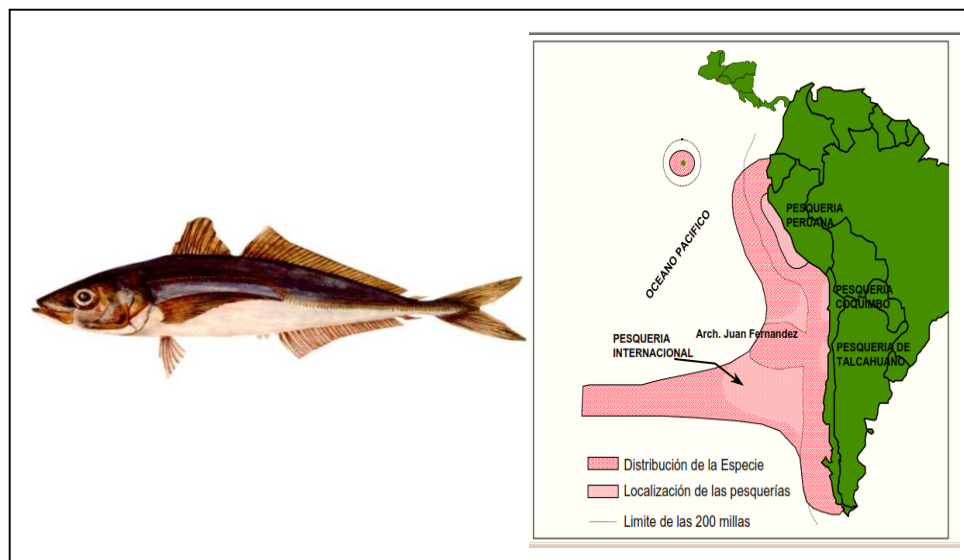 PESQUERIA
PERUANA
OCEANO PACIFICO
PESQUERIA
COQUIMBO
PESQUERIA
INTERNACIONAL
Arch. Juan Fernandez
PESQUERIA DE
TALCAHUANO
Distribución de la Especie
Localización de las pesquerías
Limite de las 200 millas